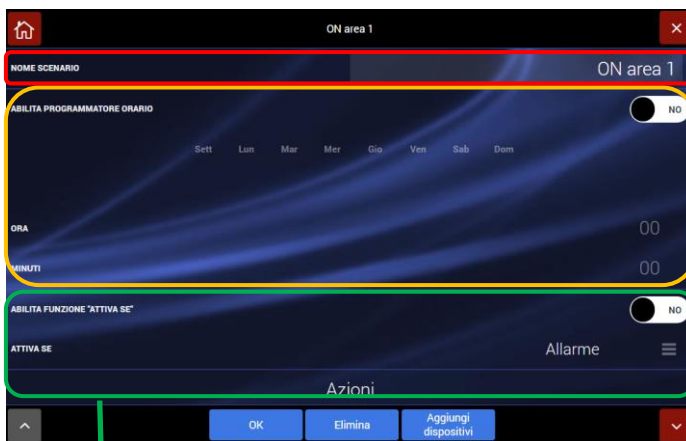 ON area 1
NOME SCENARIO ON area 1
ABILITA PROGRAMMATORE ORARIO NO
Sett Lun Mar Mer Gio Ven Sab Dom
ORA 00
MINUTI 00
ABILITA FUNZIONE "ATTIVA SE" NO
ATTIVA SE Allarme
Azioni
OK Elimina Aggiungi
dispositivi